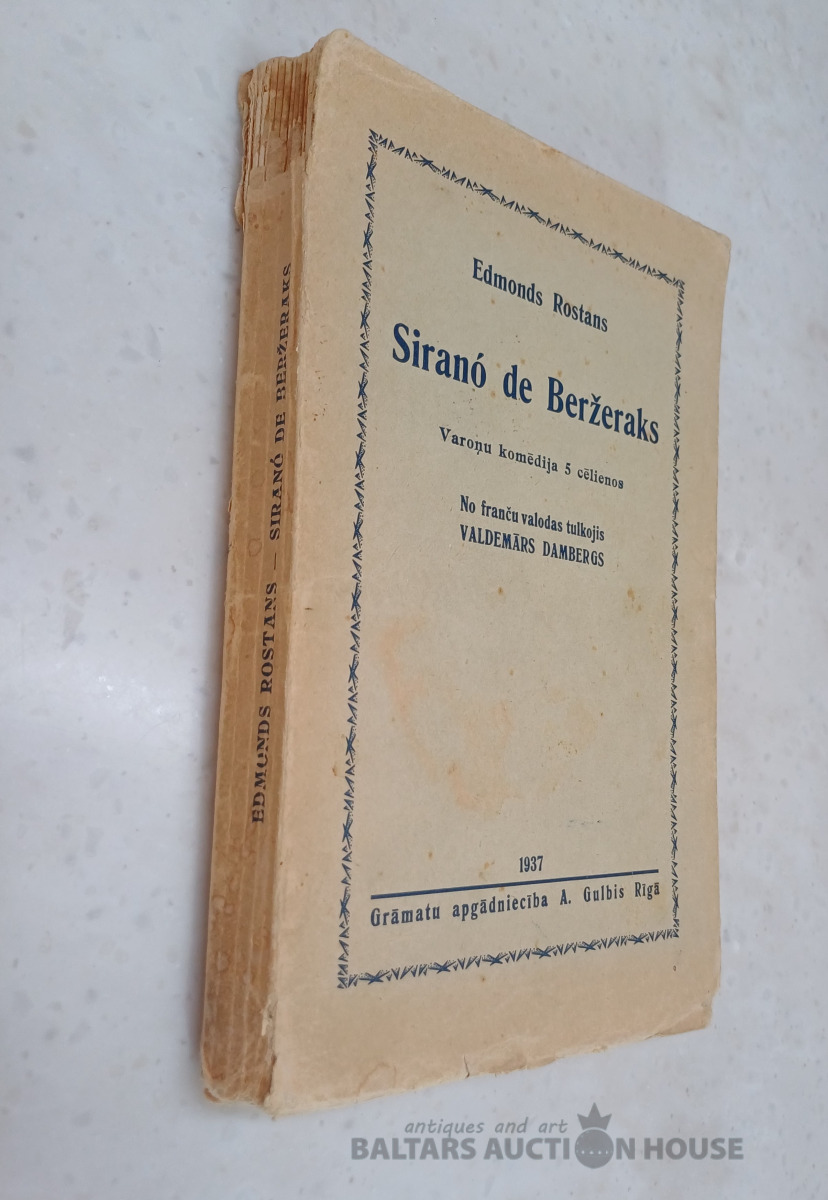 EDMONDS ROSTANS — SIRANÓ DE BERŽERAKS
Edmonds Rostans
Siranó de Beržeraks
Varoņu komēdija 5 cēlienos
No franču valodas tulkojis
VALDEMĀRS DAMBERGS
1937
Grāmatu apgādniecība A. Gulbis Rīgā
antiques and art
BALTARS AUCTION HOUSE